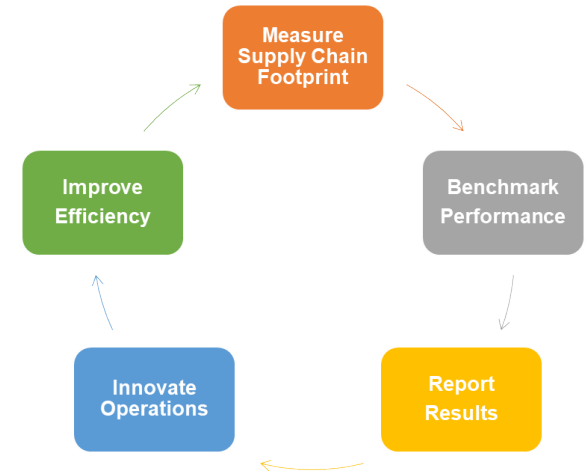 Measure
Supply Chain
Footprint
Benchmark
Performance
Report
Results
Innovate
Operations
Improve
Efficiency